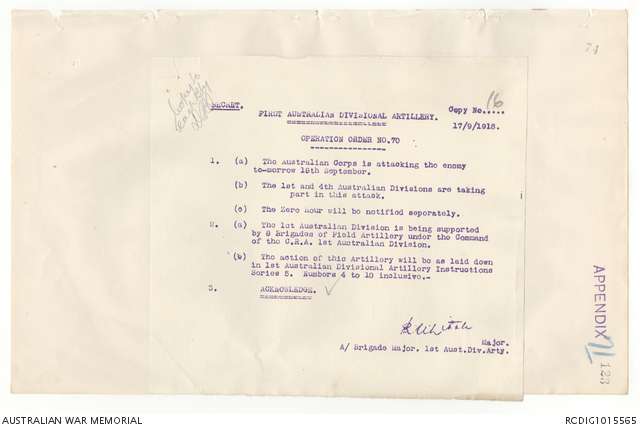 74
SECRET.
Copy No..... 16
FIRST AUSTRALIAN DIVISIONAL ARTILLERY.
17/9/1918.
OPERATION ORDER NO.70
1. (a) The Australian Corps is attacking the enemy
to-morrow 18th September.
(b) The 1st and 4th Australian Divisions are taking
part in this attack.
(c) The Zero Hour will be notified separately.
2. (a) The 1st Australian Division is being supported
by 8 Brigades of Field Artillery under the Command
of the C.R.A. 1st Australian Division.
(b) The action of this Artillery will be as laid down
in 1st Australian Divisional Artillery Instructions
Series 5. Numbers 4 to 10 inclusive.-
3. ACKNOWLEDGE.
Major.
A/ Brigade Major. 1st Aust.Div.Arty.
APPENDIX
123
AUSTRALIAN WAR MEMORIAL
RCDIG1015565